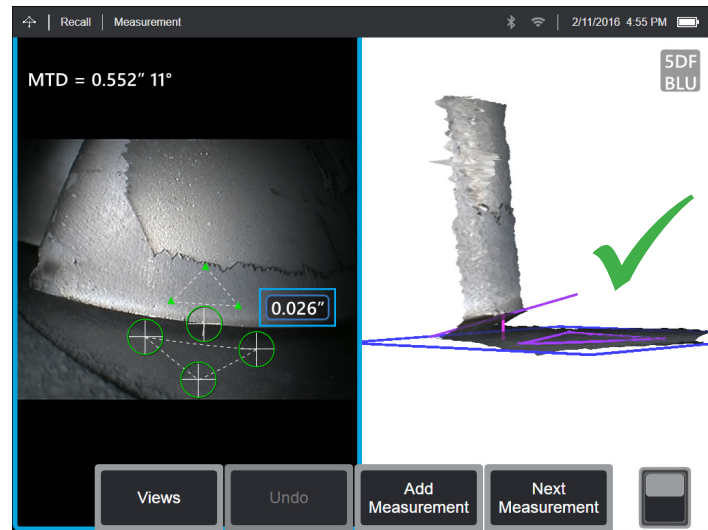 Recall Measurement 2/11/2016 4:55 PM
MTD = 0.552" 11°
5DF
BLU
0.026"
Views
Undo
Add
Measurement
Next
Measurement